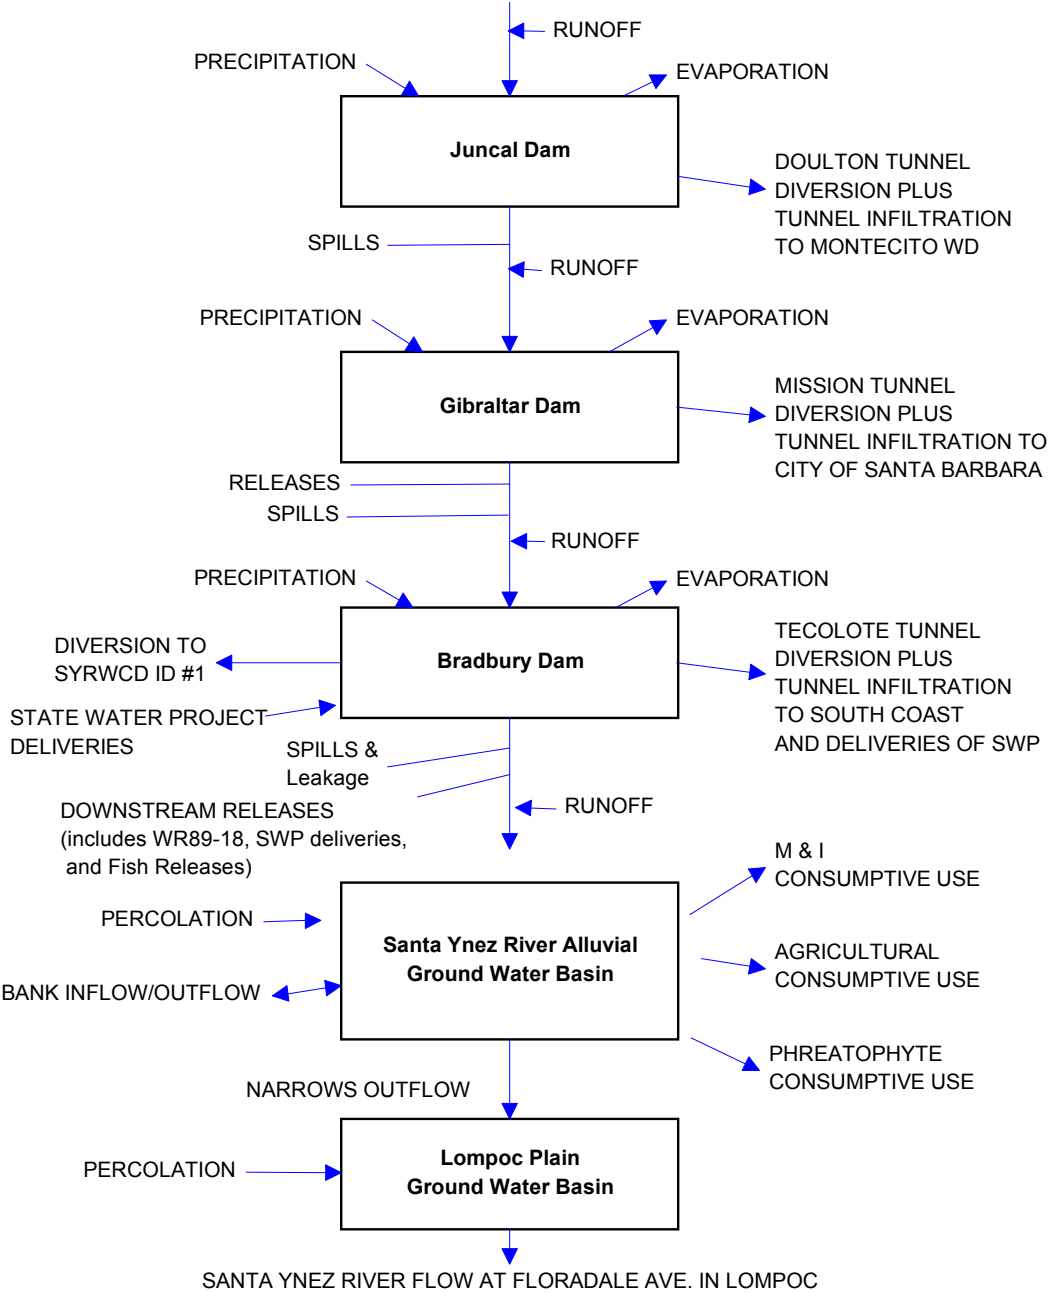 RUNOFF
PRECIPITATION
EVAPORATION
Juncal Dam
DOULTON TUNNEL
DIVERSION PLUS
TUNNEL INFILTRATION
TO MONTECITO WD
SPILLS
RUNOFF
PRECIPITATION
EVAPORATION
Gibraltar Dam
MISSION TUNNEL
DIVERSION PLUS
TUNNEL INFILTRATION TO
CITY OF SANTA BARBARA
RELEASES
SPILLS
RUNOFF
PRECIPITATION
EVAPORATION
DIVERSION TO
SYRWCD ID #1
Bradbury Dam
TECOLOTE TUNNEL
DIVERSION PLUS
TUNNEL INFILTRATION
TO SOUTH COAST
AND DELIVERIES OF SWP
STATE WATER PROJECT
DELIVERIES
SPILLS &
Leakage
DOWNSTREAM RELEASES
(includes WR89-18, SWP deliveries,
and Fish Releases)
RUNOFF
M & I
CONSUMPTIVE USE
PERCOLATION
Santa Ynez River Alluvial
Ground Water Basin
AGRICULTURAL
CONSUMPTIVE USE
BANK INFLOW/OUTFLOW
PHREATOPHYTE
CONSUMPTIVE USE
NARROWS OUTFLOW
PERCOLATION
Lompoc Plain
Ground Water Basin
SANTA YNEZ RIVER FLOW AT FLORADALE AVE. IN LOMPOC